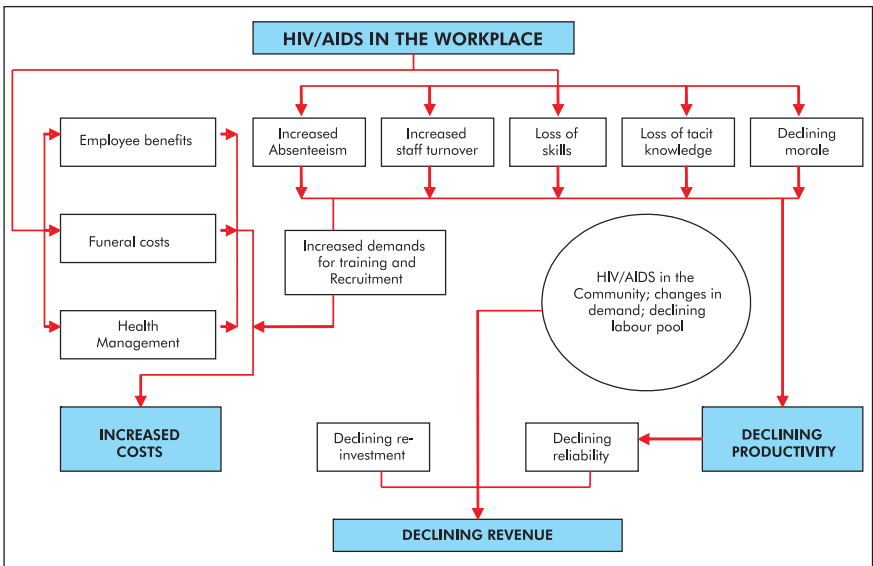 HIV/AIDS IN THE WORKPLACE
Employee benefits
Increased
Absenteeism
Increased
staff turnover
Loss of
skills
Loss of tacit
knowledge
Declining
morale
Funeral costs
Increased demands
for training and
Recruitment
HIV/AIDS in the
Community; changes in
demand; declining
labour pool
Health
Management
INCREASED
COSTS
Declining re-
investment
Declining
reliability
DECLINING
PRODUCTIVITY
DECLINING REVENUE